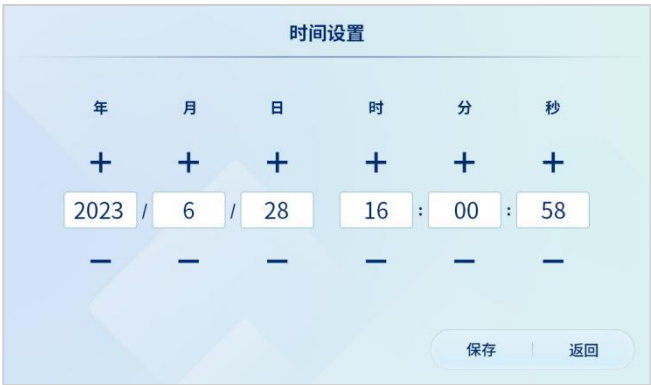 时间设置
年 月 日 时 分 秒
+ + + + + +
2023 / 6 / 28 16 : 00 : 58
— — — — — —
保存 | 返回